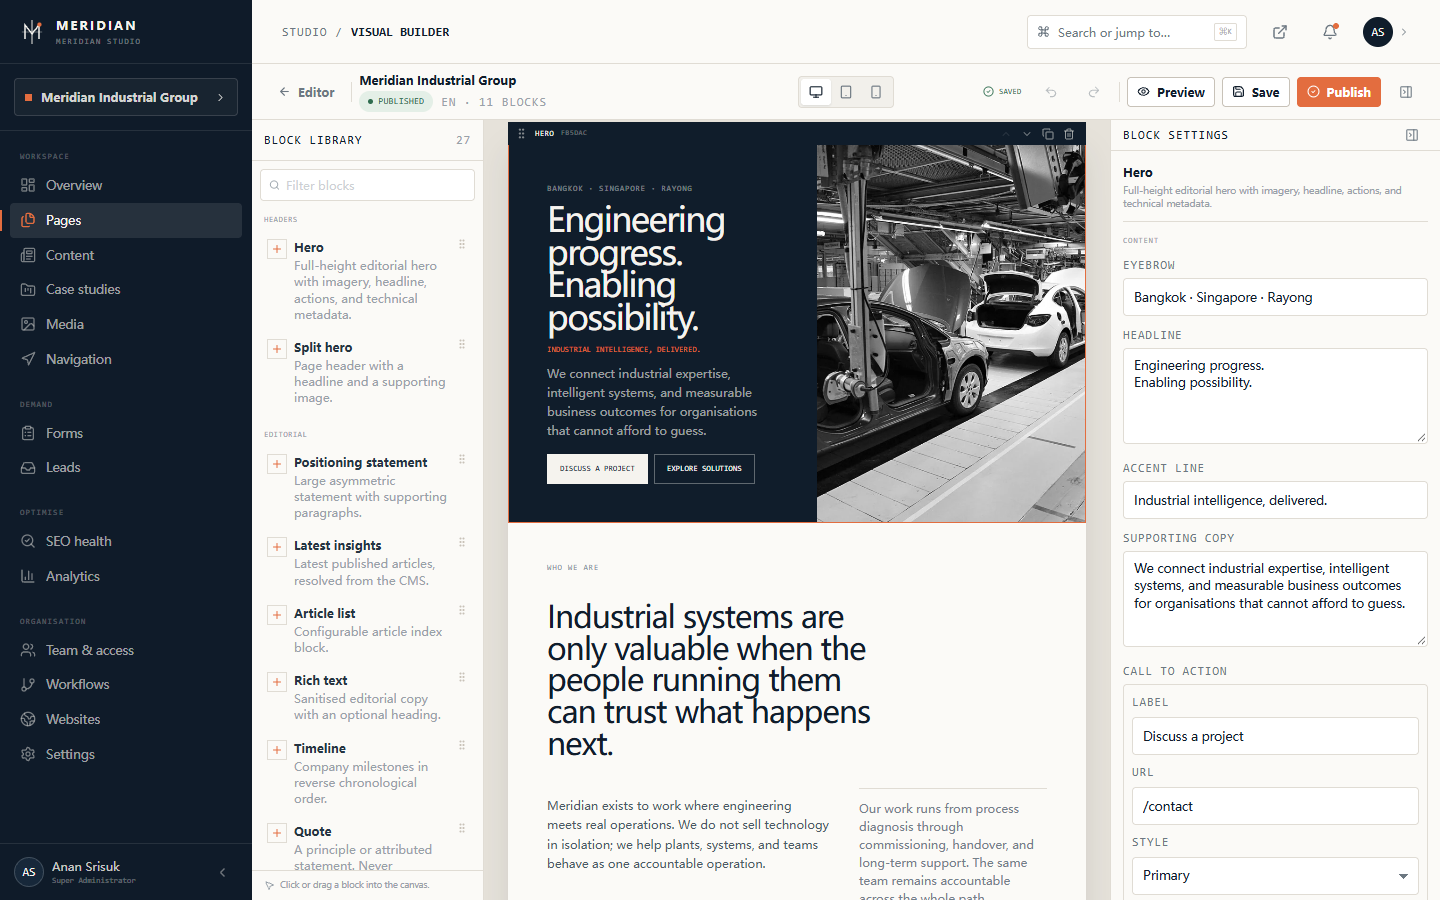 MERIDIAN
MERIDIAN STUDIO
Meridian Industrial Group
WORKSPACE
Overview
Pages
Content
Case studies
Media
Navigation
DEMAND
Forms
Leads
OPTIMISE
SEO health
Analytics
ORGANISATION
Team & access
Workflows
Websites
Settings
AS
Anan Srisuk
Super Administrator
STUDIO / VISUAL BUILDER
⌘ Search or jump to... ⌘K
AS
Editor
Meridian Industrial Group
PUBLISHED EN · 11 BLOCKS
SAVED
Preview
Save
Publish
BLOCK LIBRARY 27
Filter blocks
HEADERS
Hero
Full-height editorial hero
with imagery, headline,
actions, and technical
metadata.
Split hero
Page header with a
headline and a supporting
image.
EDITORIAL
Positioning statement
Large asymmetric
statement with supporting
paragraphs.
Latest insights
Latest published articles,
resolved from the CMS.
Article list
Configurable article index
block.
Rich text
Sanitised editorial copy
with an optional heading.
Timeline
Company milestones in
reverse chronological
order.
Quote
A principle or attributed
statement. Never
Click or drag a block into the canvas.
HERO FBSDAC
BANGKOK · SINGAPORE · RAYONG
Engineering
progress.
Enabling
possibility.
INDUSTRIAL INTELLIGENCE, DELIVERED.
We connect industrial expertise,
intelligent systems, and measurable
business outcomes for organisations
that cannot afford to guess.
DISCUSS A PROJECT
EXPLORE SOLUTIONS
WHO WE ARE
Industrial systems are
only valuable when the
people running them
can trust what happens
next.
Meridian exists to work where engineering
meets real operations. We do not sell technology
in isolation; we help plants, systems, and teams
behave as one accountable operation.
Our work runs from process
diagnosis through
commissioning, handover, and
long-term support. The same
team remains accountable
across the whole path
BLOCK SETTINGS
Hero
Full-height editorial hero with imagery, headline, actions, and
technical metadata.
CONTENT
EYEBROW
Bangkok · Singapore · Rayong
HEADLINE
Engineering progress.
Enabling possibility.
ACCENT LINE
Industrial intelligence, delivered.
SUPPORTING COPY
We connect industrial expertise, intelligent
systems, and measurable business outcomes
for organisations that cannot afford to guess.
CALL TO ACTION
LABEL
Discuss a project
URL
/contact
STYLE
Primary